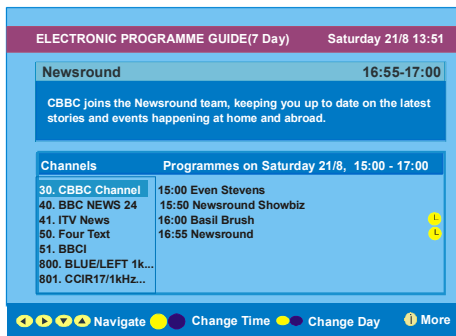 ELECTRONIC PROGRAMME GUIDE(7 Day) Saturday 21/8 13:51
Newsround 16:55-17:00
CBBC joins the Newsround team, keeping you up to date on the latest
stories and events happening at home and abroad.
Channels Programmes on Saturday 21/8, 15:00 - 17:00
30. CBBC Channel 15:00 Even Stevens
40. BBC NEWS 24 15:50 Newsround Showbiz
41. ITV News 16:00 Basil Brush
50. Four Text 16:55 Newsround
51. BBCI
800. BLUE/LEFT 1k...
801. CCIR17/1kHz...
Navigate Change Time Change Day i More